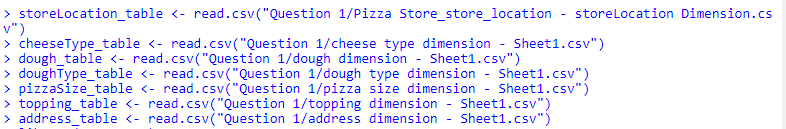 > storeLocation_table <- read.csv("Question 1/Pizza Store_store_location - storeLocation Dimension.cs
v")
> cheeseType_table <- read.csv("Question 1/cheese type dimension - Sheet1.csv")
> dough_table <- read.csv("Question 1/dough dimension - Sheet1.csv")
> doughType_table <- read.csv("Question 1/dough type dimension - Sheet1.csv")
> pizzaSize_table <- read.csv("Question 1/pizza size dimension - Sheet1.csv")
> topping_table <- read.csv("Question 1/topping dimension - Sheet1.csv")
> address_table <- read.csv("Question 1/address dimension - Sheet1.csv")